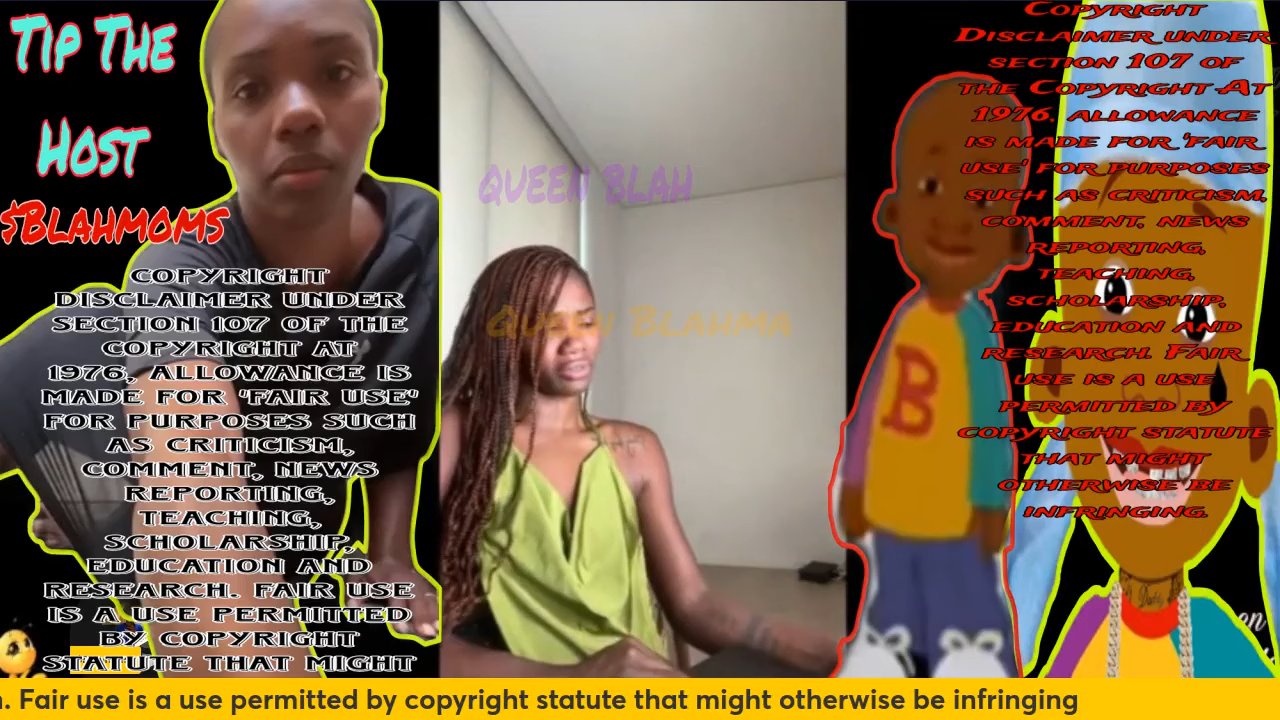 TIP THE
HOST
$BLAHMOMS
COPYRIGHT
DISCLAIMER UNDER
SECTION 107 OF THE
COPYRIGHT AT
1976, ALLOWANCE IS
MADE FOR "FAIR USE"
FOR PURPOSES SUCH
AS CRITICISM,
COMMENT, NEWS
REPORTING,
TEACHING,
SCHOLARSHIP,
EDUCATION AND
RESEARCH. FAIR USE
IS A USE PERMITTED
BY COPYRIGHT
STATUTE THAT MIGHT
QUEEN BLAH
QUEEN BLAHMA
B
COPYRIGHT
DISCLAIMER UNDER
SECTION 107 OF
THE COPYRIGHT AT
1976, ALLOWANCE
IS MADE FOR 'FAIR
USE' FOR PURPOSES
SUCH AS CRITICISM,
COMMENT, NEWS
REPORTING,
TEACHING,
SCHOLARSHIP,
EDUCATION AND
RESEARCH. FAIR
USE IS A USE
PERMITTED BY
COPYRIGHT STATUTE
THAT MIGHT
OTHERWISE BE
INFRINGING.
on
. Fair use is a use permitted by copyright statute that might otherwise be infringing